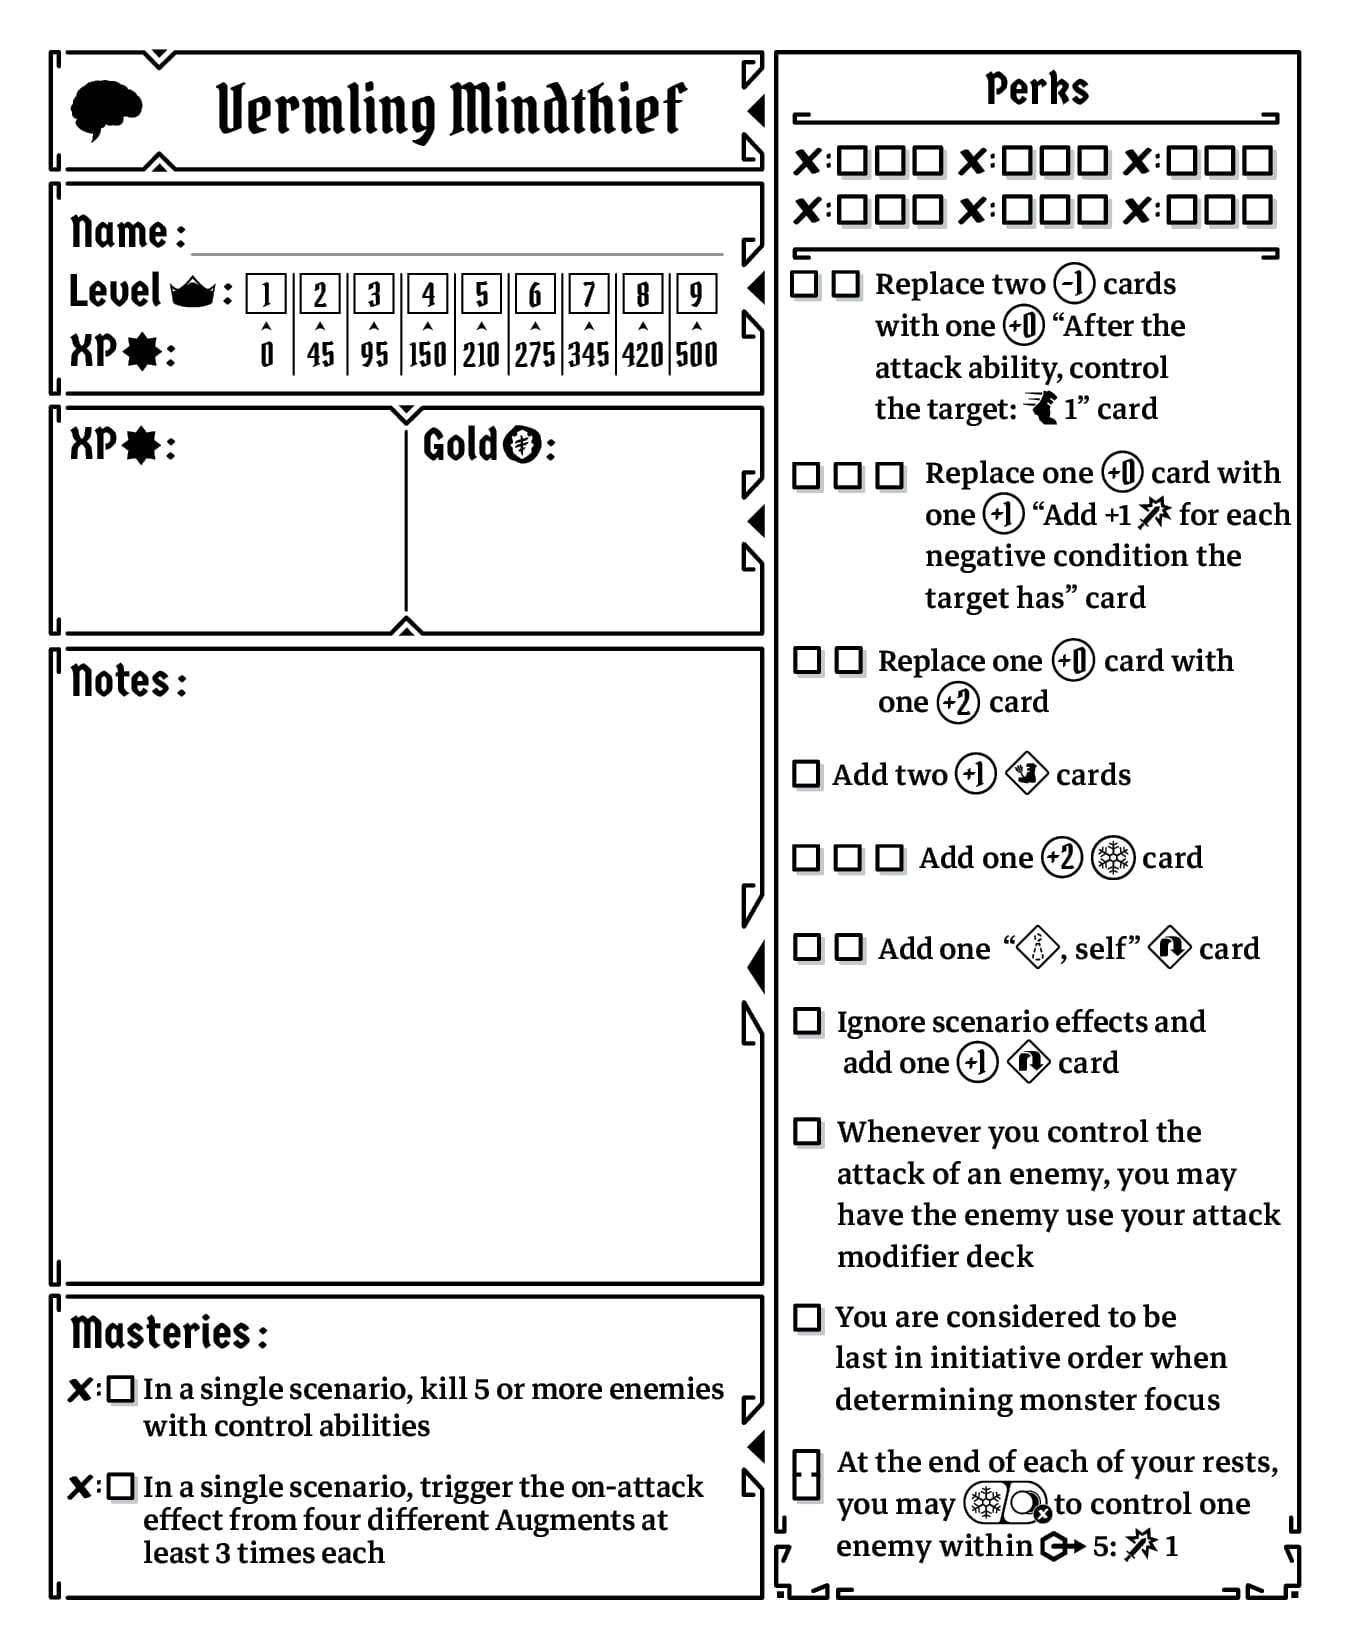 Vermling Mindthief
Name:
Level : 1 2 3 4 5 6 7 8 9
XP : 0 45 95 150 210 275 345 420 500
XP :
Gold :
Notes:
Masteries:
In a single scenario, kill 5 or more enemies
with control abilities
In a single scenario, trigger the on-attack
effect from four different Augments at
least 3 times each
Perks
Replace two -1 cards
with one +0 “After the
attack ability, control
the target: 1” card
Replace one +0 card with
one +1 “Add +1 for each
negative condition the
target has” card
Replace one +0 card with
one +2 card
Add two +1 cards
Add one +2 card
Add one “ , self” card
Ignore scenario effects and
add one +1 card
Whenever you control the
attack of an enemy, you may
have the enemy use your attack
modifier deck
You are considered to be
last in initiative order when
determining monster focus
At the end of each of your rests,
you may to control one
enemy within 5: 1